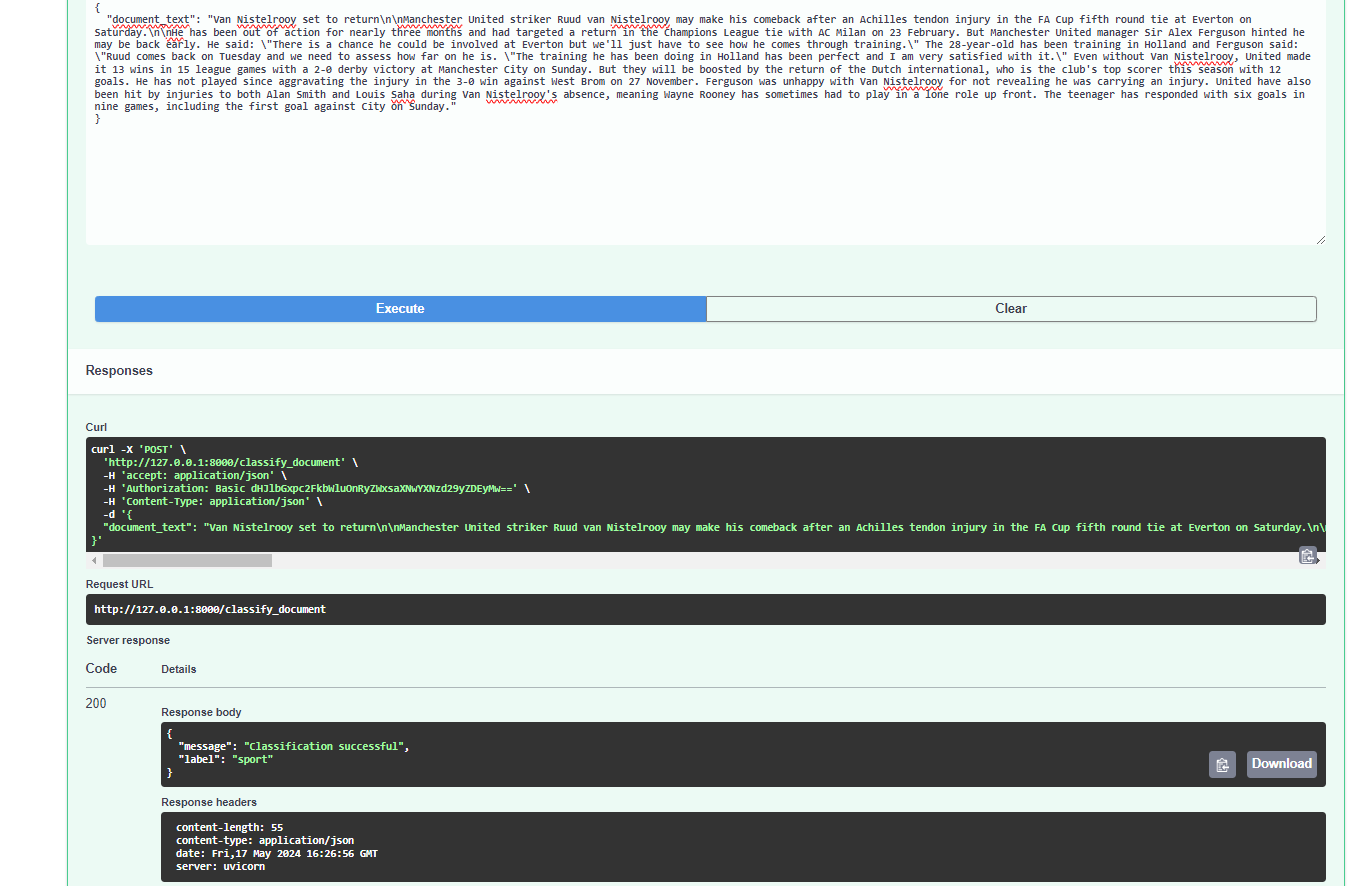 {
  "document_text": "Van Nistelrooy set to return\n\nManchester United striker Ruud van Nistelrooy may make his comeback after an Achilles tendon injury in the FA Cup fifth round tie at Everton on
Saturday.\n\nHe has been out of action for nearly three months and had targeted a return in the Champions League tie with AC Milan on 23 February. But Manchester United manager Sir Alex Ferguson hinted he
may be back early. He said: \"There is a chance he could be involved at Everton but we'll just have to see how he comes through training.\" The 28-year-old has been training in Holland and Ferguson said:
\"Ruud comes back on Tuesday and we need to assess how far on he is. \"The training he has been doing in Holland has been perfect and I am very satisfied with it.\" Even without Van Nistelrooy, United made
it 13 wins in 15 league games with a 2-0 derby victory at Manchester City on Sunday. But they will be boosted by the return of the Dutch international, who is the club's top scorer this season with 12
goals. He has not played since aggravating the injury in the 3-0 win against West Brom on 27 November. Ferguson was unhappy with Van Nistelrooy for not revealing he was carrying an injury. United have also
been hit by injuries to both Alan Smith and Louis Saha during Van Nistelrooy's absence, meaning Wayne Rooney has sometimes had to play in a lone role up front. The teenager has responded with six goals in
nine games, including the first goal against City on Sunday."
}
Execute
Clear
Responses
Curl
curl -X 'POST' \
  'http://127.0.0.1:8000/classify_document' \
  -H 'accept: application/json' \
  -H 'Authorization: Basic dHJlbGxpc2FkbWluOnRyZWxsaXNwYXNzd29yZDEyMw==' \
  -H 'Content-Type: application/json' \
  -d '{
  "document_text": "Van Nistelrooy set to return\n\nManchester United striker Ruud van Nistelrooy may make his comeback after an Achilles tendon injury in the FA Cup fifth round tie at Everton on Saturday.\n\
}'
Request URL
http://127.0.0.1:8000/classify_document
Server response
Code
Details
200
Response body
{
  "message": "Classification successful",
  "label": "sport"
}
Download
Response headers
content-length: 55
content-type: application/json
date: Fri,17 May 2024 16:26:56 GMT
server: uvicorn